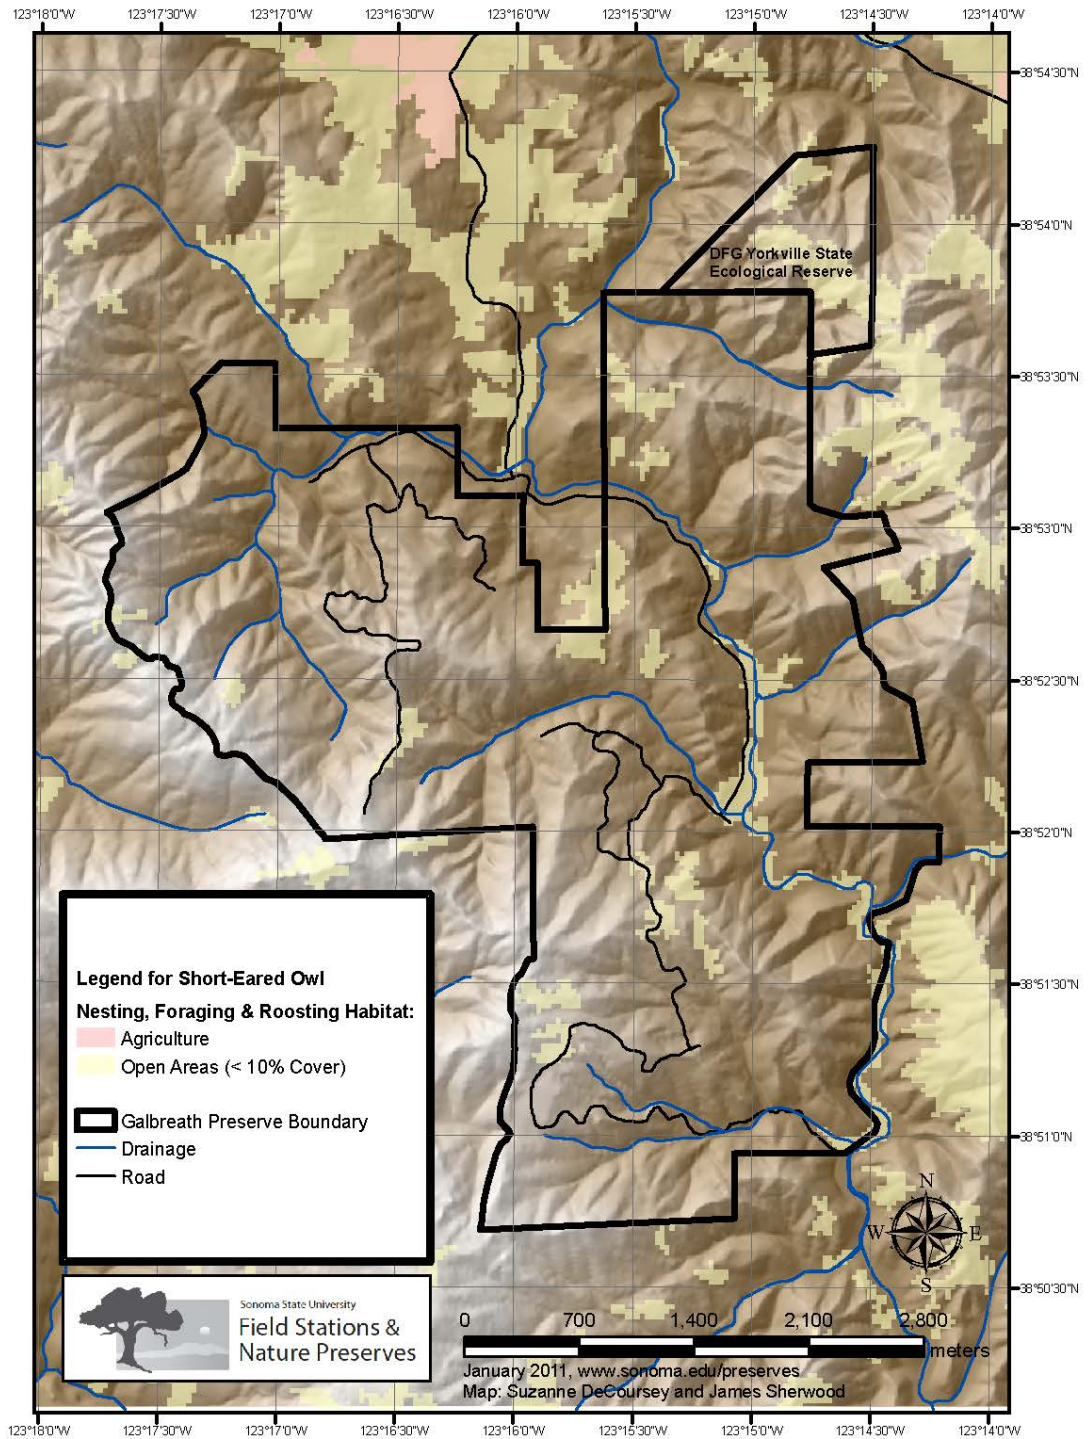 123°18'0"W 123°17'30"W 123°17'0"W 123°16'30"W 123°16'0"W 123°15'30"W 123°15'0"W 123°14'30"W 123°14'0"W
38°54'30"N
38°54'0"N
DFG Yorkville State
Ecological Reserve
38°53'30"N
38°53'0"N
38°52'30"N
38°52'0"N
Legend for Short-Eared Owl
Nesting, Foraging & Roosting Habitat:
Agriculture
Open Areas (< 10% Cover)
Galbreath Preserve Boundary
Drainage
Road
38°51'30"N
38°51'0"N
N
W E
S
38°50'30"N
Sonoma State University
Field Stations &
Nature Preserves
0 700 1,400 2,100 2,800
meters
January 2011, www.sonoma.edu/preserves
Map: Suzanne DeCoursey and James Sherwood
123°18'0"W 123°17'30"W 123°17'0"W 123°16'30"W 123°16'0"W 123°15'30"W 123°15'0"W 123°14'30"W 123°14'0"W